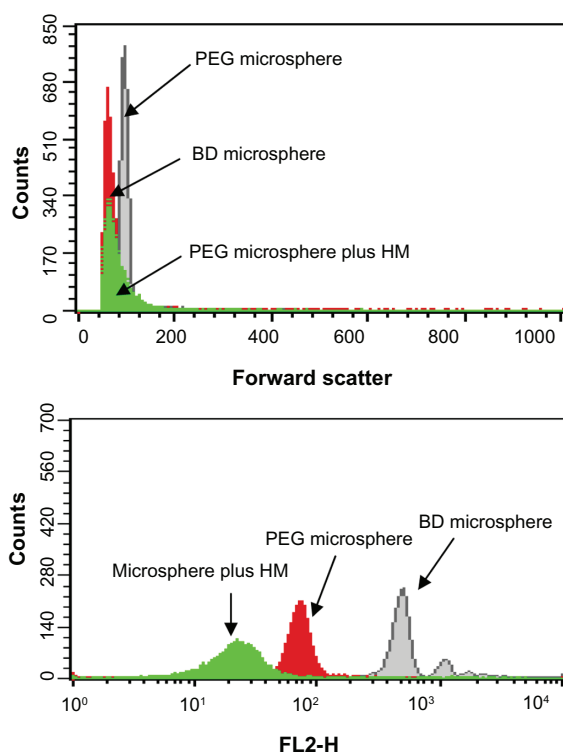 850
680
510
340
170
0
Counts
PEG microsphere
BD microsphere
PEG microsphere plus HM
0 200 400 600 800 1000
Forward scatter
700
560
420
280
140
0
Counts
BD microsphere
PEG microsphere
Microsphere plus HM
10⁰ 10¹ 10² 10³ 10⁴
FL2-H